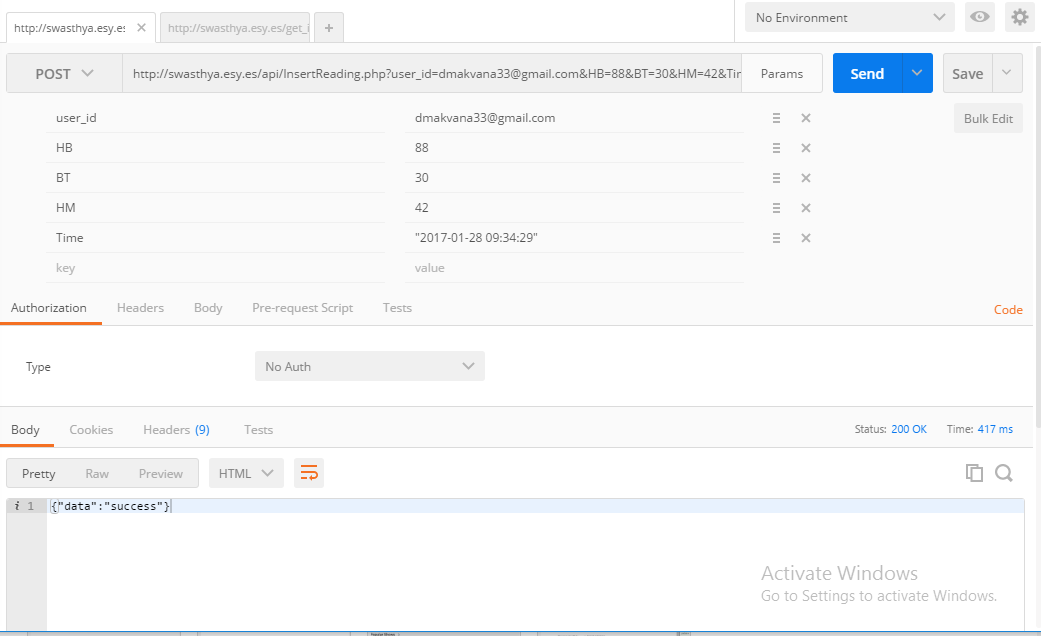 http://swasthya.esy.es
http://swasthya.esy.es/get_i
+
No Environment
POST
http://swasthya.esy.es/api/InsertReading.php?user_id=dmakvana33@gmail.com&HB=88&BT=30&HM=42&Tir
Params
Send
Save
user_id dmakvana33@gmail.com
Bulk Edit
HB 88
BT 30
HM 42
Time "2017-01-28 09:34:29"
key value
Authorization Headers Body Pre-request Script Tests
Code
Type No Auth
Body Cookies Headers (9) Tests
Status: 200 OK Time: 417 ms
Pretty Raw Preview HTML
i 1 {"data":"success"}
Activate Windows
Go to Settings to activate Windows.